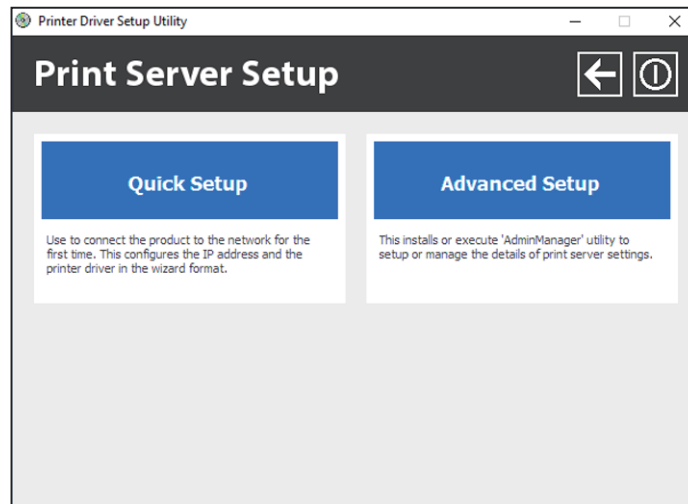 Printer Driver Setup Utility
Print Server Setup
Quick Setup
Use to connect the product to the network for the
first time. This configures the IP address and the
printer driver in the wizard format.
Advanced Setup
This installs or execute 'AdminManager' utility to
setup or manage the details of print server settings.